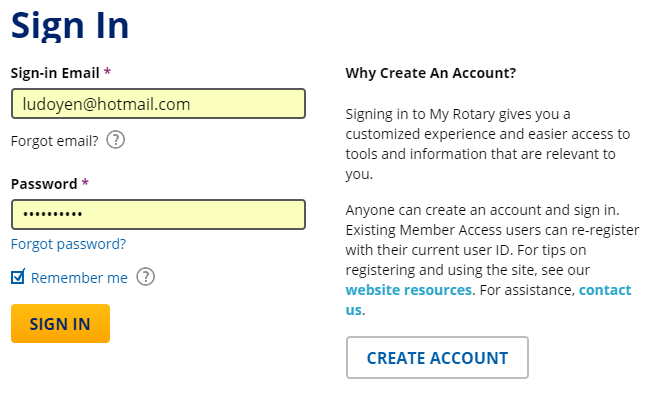 Sign In
Sign-in Email *
ludoyen@hotmail.com
Forgot email? ?
Password *
••••••••••
Forgot password?
Remember me ?
SIGN IN
Why Create An Account?
Signing in to My Rotary gives you a
customized experience and easier access to
tools and information that are relevant to
you.
Anyone can create an account and sign in.
Existing Member Access users can re-register
with their current user ID. For tips on
registering and using the site, see our
website resources. For assistance, contact
us.
CREATE ACCOUNT